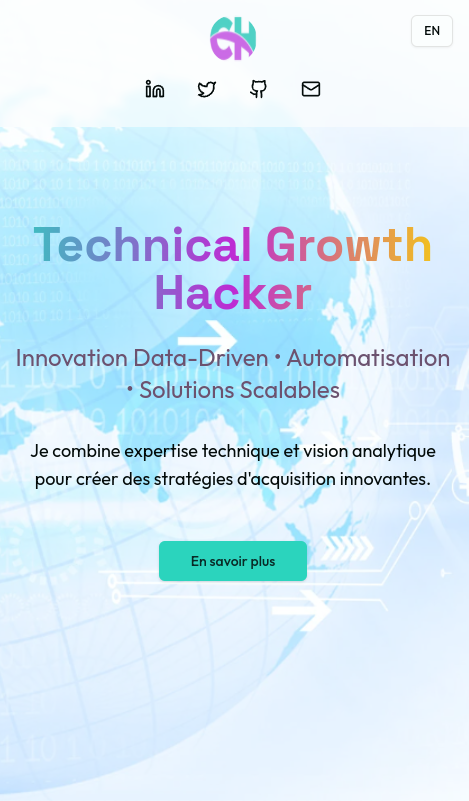 EN
Technical Growth
Hacker
Innovation Data-Driven • Automatisation
• Solutions Scalables
Je combine expertise technique et vision analytique
pour créer des stratégies d'acquisition innovantes.
En savoir plus